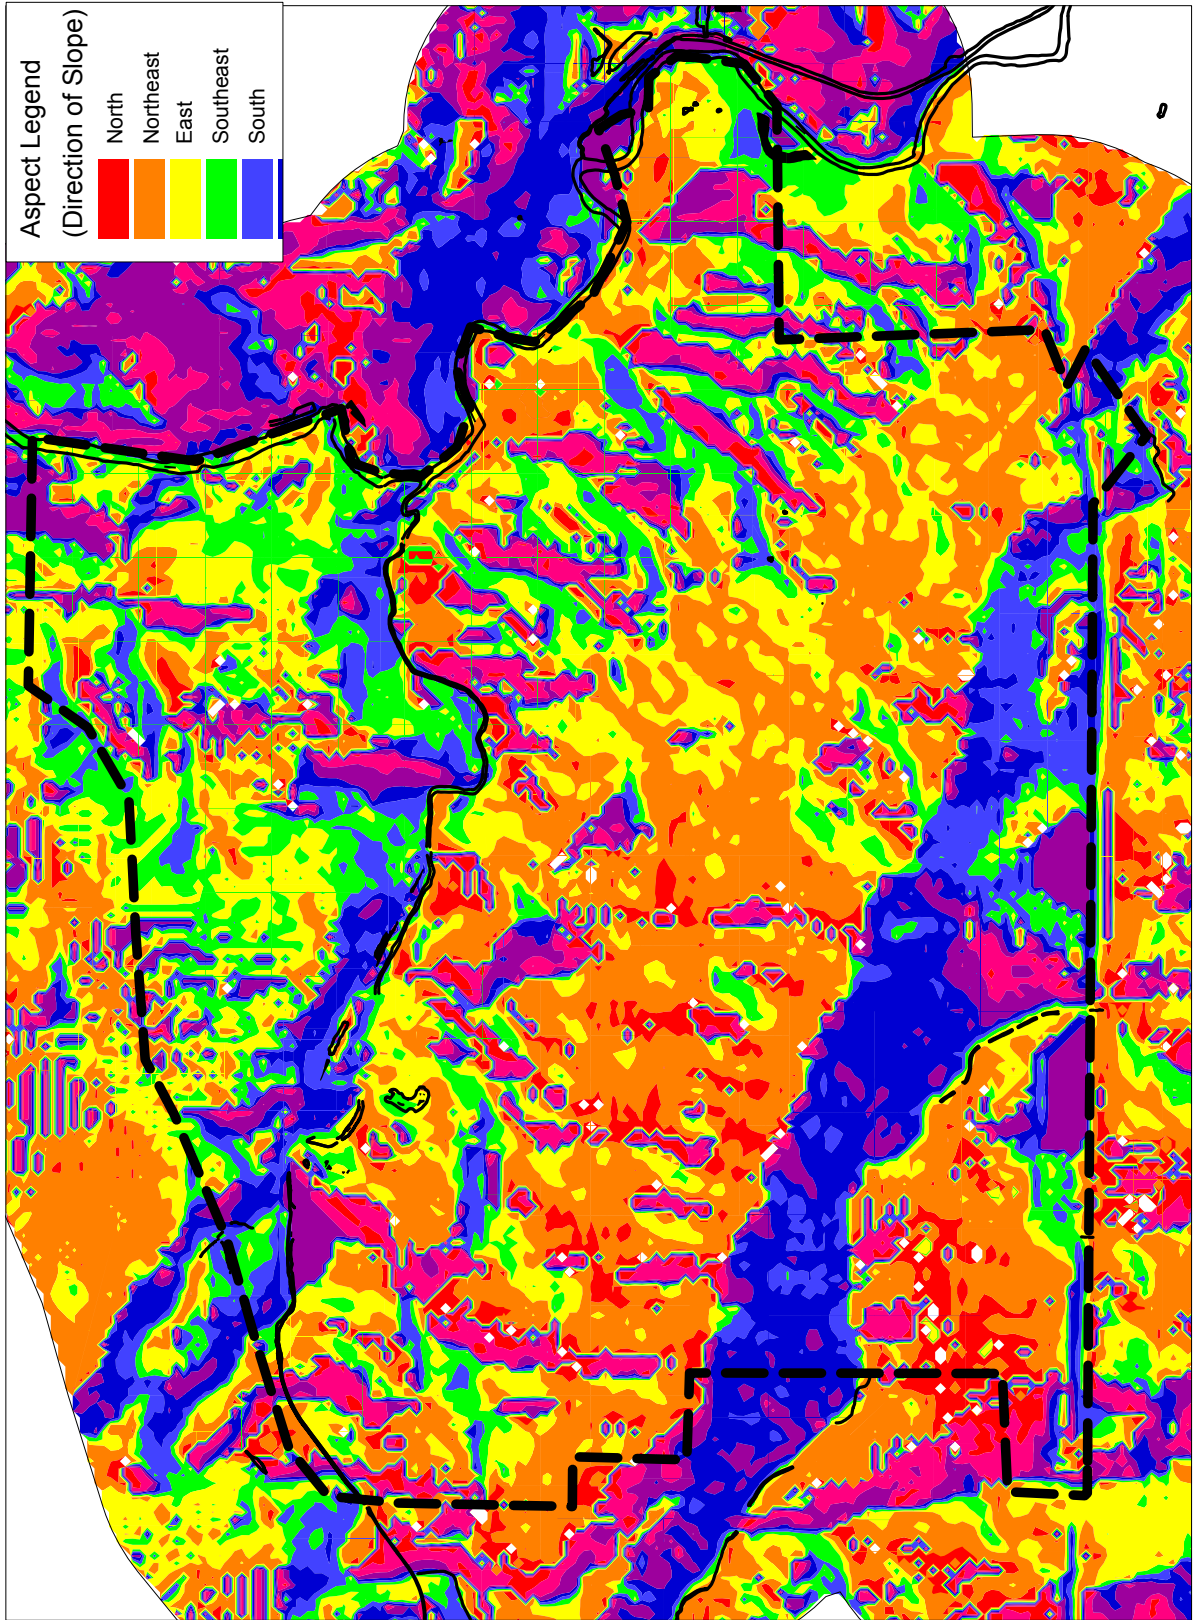 Aspect Legend
(Direction of Slope)
North
Northeast
East
Southeast
South